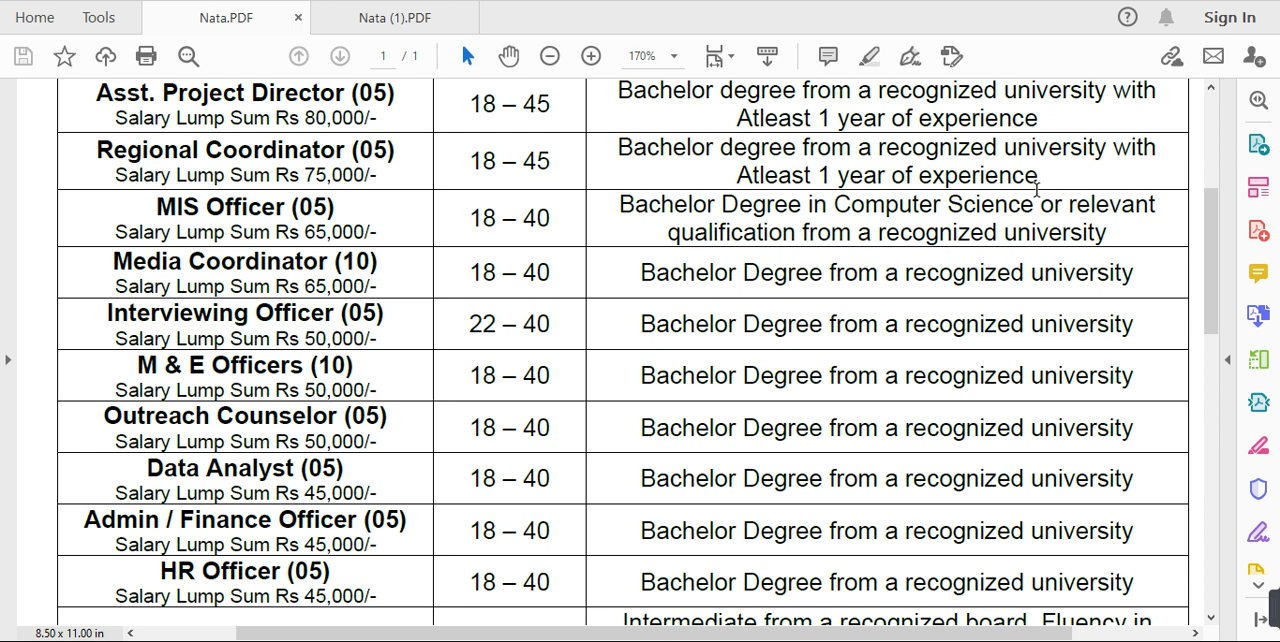 Home Tools Nata.PDF × Nata (1).PDF ? Sign In
1 / 1 170%
Asst. Project Director (05)
Salary Lump Sum Rs 80,000/-
18 – 45
Bachelor degree from a recognized university with
Atleast 1 year of experience
Regional Coordinator (05)
Salary Lump Sum Rs 75,000/-
18 – 45
Bachelor degree from a recognized university with
Atleast 1 year of experience
MIS Officer (05)
Salary Lump Sum Rs 65,000/-
18 – 40
Bachelor Degree in Computer Science or relevant
qualification from a recognized university
Media Coordinator (10)
Salary Lump Sum Rs 65,000/-
18 – 40
Bachelor Degree from a recognized university
Interviewing Officer (05)
Salary Lump Sum Rs 50,000/-
22 – 40
Bachelor Degree from a recognized university
M & E Officers (10)
Salary Lump Sum Rs 50,000/-
18 – 40
Bachelor Degree from a recognized university
Outreach Counselor (05)
Salary Lump Sum Rs 50,000/-
18 – 40
Bachelor Degree from a recognized university
Data Analyst (05)
Salary Lump Sum Rs 45,000/-
18 – 40
Bachelor Degree from a recognized university
Admin / Finance Officer (05)
Salary Lump Sum Rs 45,000/-
18 – 40
Bachelor Degree from a recognized university
HR Officer (05)
Salary Lump Sum Rs 45,000/-
18 – 40
Bachelor Degree from a recognized university
Intermediate from a recognized board. Fluency in
8.50 x 11.00 in